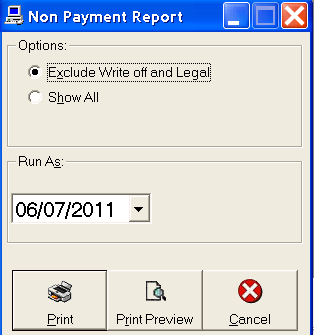 Non Payment Report
Options:
Exclude Write off and Legal
Show All
Run As:
06/07/2011
Print
Print Preview
Cancel